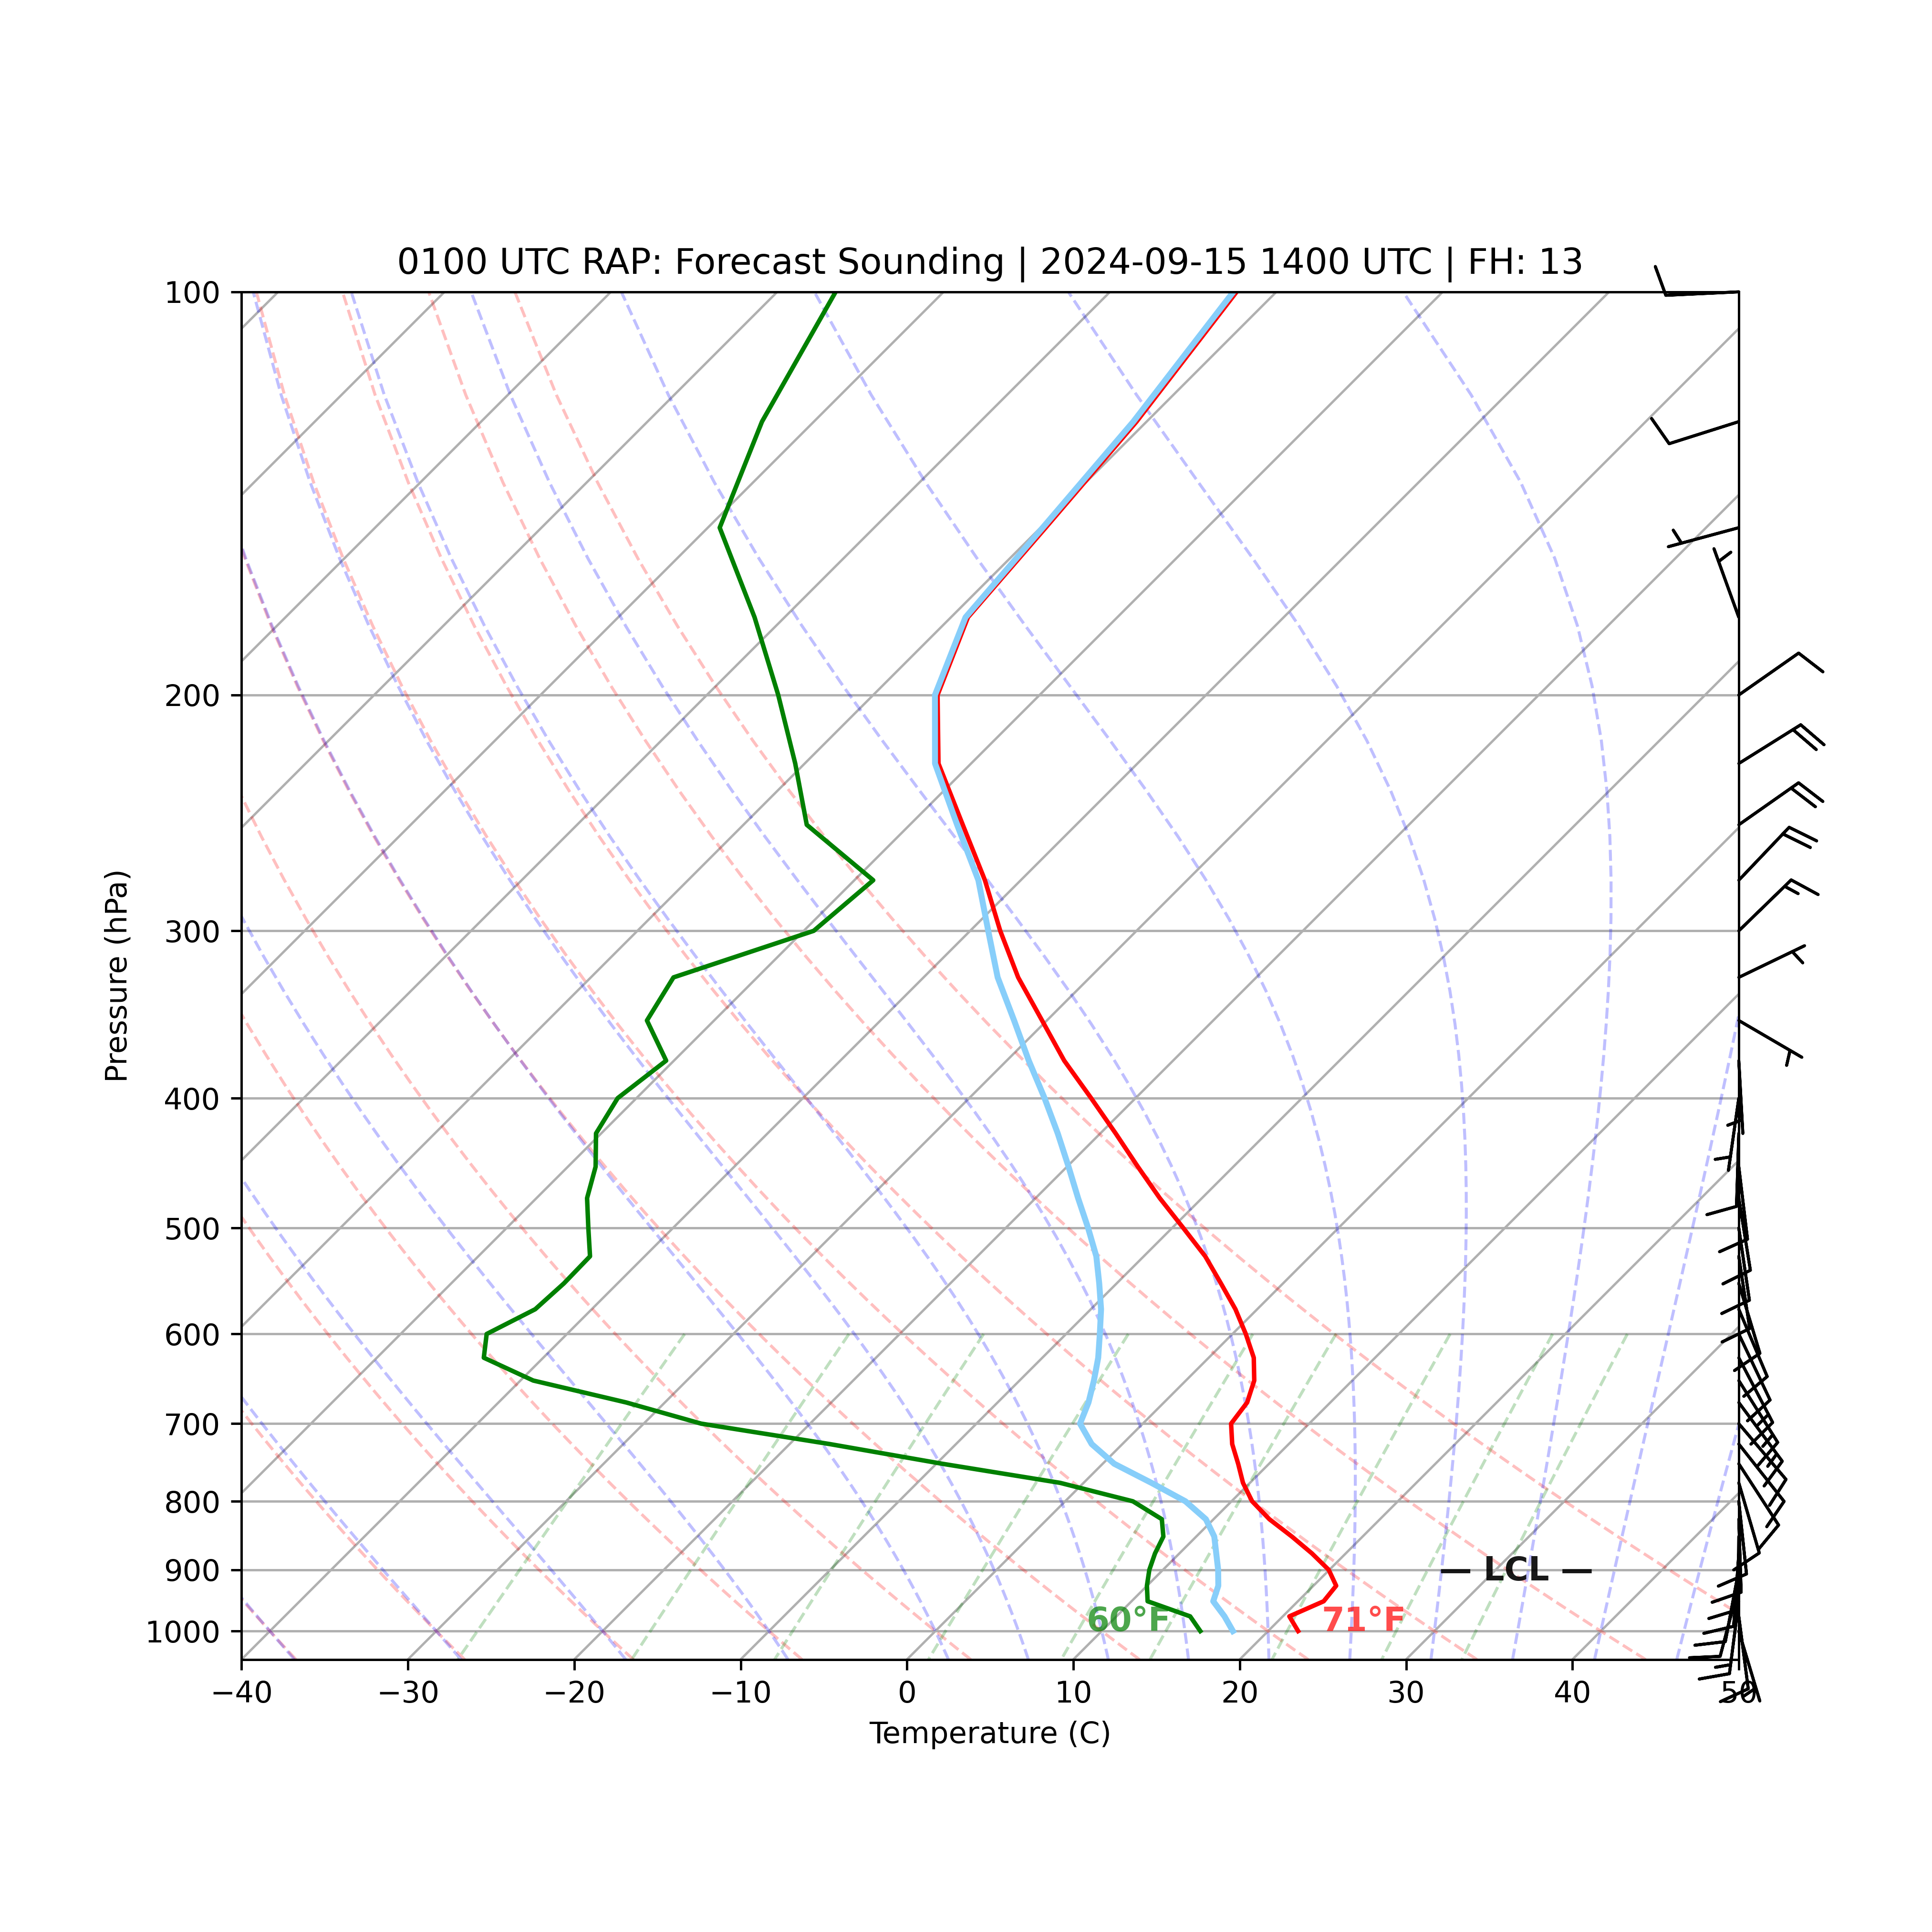 0100 UTC RAP: Forecast Sounding | 2024-09-15 1400 UTC | FH: 13
100
200
300
400
500
600
700
800
900
1000
Pressure (hPa)
— LCL —
60°F
71°F
−40 −30 −20 −10 0 10 20 30 40 50
Temperature (C)